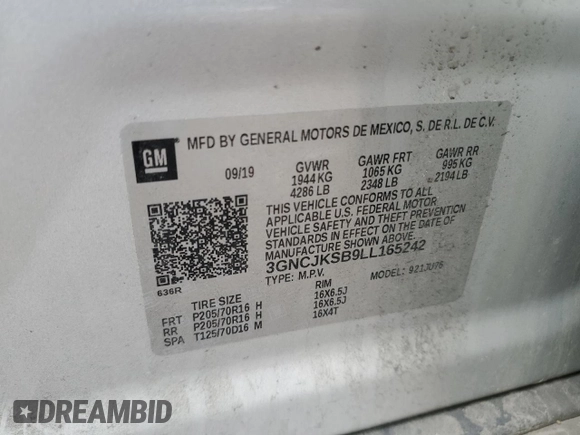 GM
MFD BY GENERAL MOTORS DE MEXICO, S. DE R.L. DE C.V.
09/19 GVWR GAWR FRT GAWR RR
1944 KG 1065 KG 995 KG
4286 LB 2348 LB 2194 LB
THIS VEHICLE CONFORMS TO ALL
APPLICABLE U.S. FEDERAL MOTOR
VEHICLE SAFETY AND THEFT PREVENTION
STANDARDS IN EFFECT ON THE DATE OF
MANUFACTURE SHOWN ABOVE.
3GNCJKSB9LL165242
TYPE: M.P.V. MODEL: 921JU76
636R
TIRE SIZE RIM
FRT P205/70R16 H 16X6.5J
RR P205/70R16 H 16X6.5J
SPA T125/70D16 M 16X4T
DREAMBID